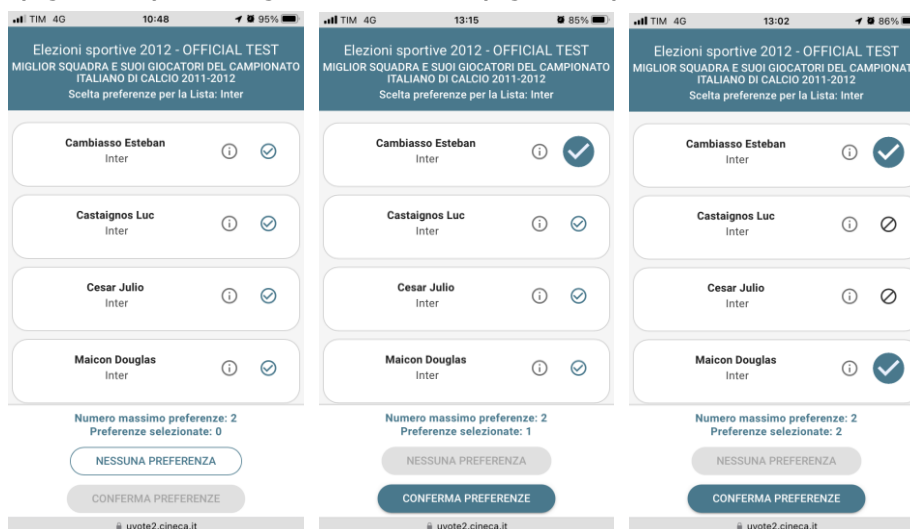 TIM 4G 10:48 95%
Elezioni sportive 2012 - OFFICIAL TEST
MIGLIOR SQUADRA E SUOI GIOCATORI DEL CAMPIONATO
ITALIANO DI CALCIO 2011-2012
Scelta preferenze per la Lista: Inter
Cambiasso Esteban
Inter
Castaignos Luc
Inter
Cesar Julio
Inter
Maicon Douglas
Inter
Numero massimo preferenze: 2
Preferenze selezionate: 0
NESSUNA PREFERENZA
CONFERMA PREFERENZE
uvote2.cineca.it
TIM 4G 13:15 85%
Elezioni sportive 2012 - OFFICIAL TEST
MIGLIOR SQUADRA E SUOI GIOCATORI DEL CAMPIONATO
ITALIANO DI CALCIO 2011-2012
Scelta preferenze per la Lista: Inter
Cambiasso Esteban
Inter
Castaignos Luc
Inter
Cesar Julio
Inter
Maicon Douglas
Inter
Numero massimo preferenze: 2
Preferenze selezionate: 1
NESSUNA PREFERENZA
CONFERMA PREFERENZE
uvote2.cineca.it
TIM 4G 13:02 86%
Elezioni sportive 2012 - OFFICIAL TEST
MIGLIOR SQUADRA E SUOI GIOCATORI DEL CAMPIONAT
ITALIANO DI CALCIO 2011-2012
Scelta preferenze per la Lista: Inter
Cambiasso Esteban
Inter
Castaignos Luc
Inter
Cesar Julio
Inter
Maicon Douglas
Inter
Numero massimo preferenze: 2
Preferenze selezionate: 2
NESSUNA PREFERENZA
CONFERMA PREFERENZE
uvote2.cineca.it